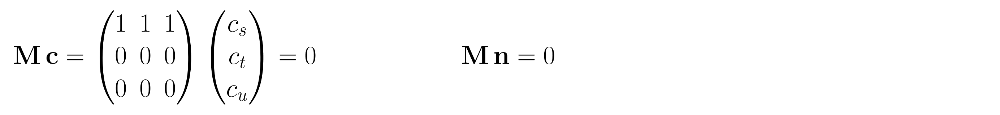 M c = ( 1 1 1 ) ( c_s ) = 0 M n = 0
0 0 0 c_t
0 0 0 c_u